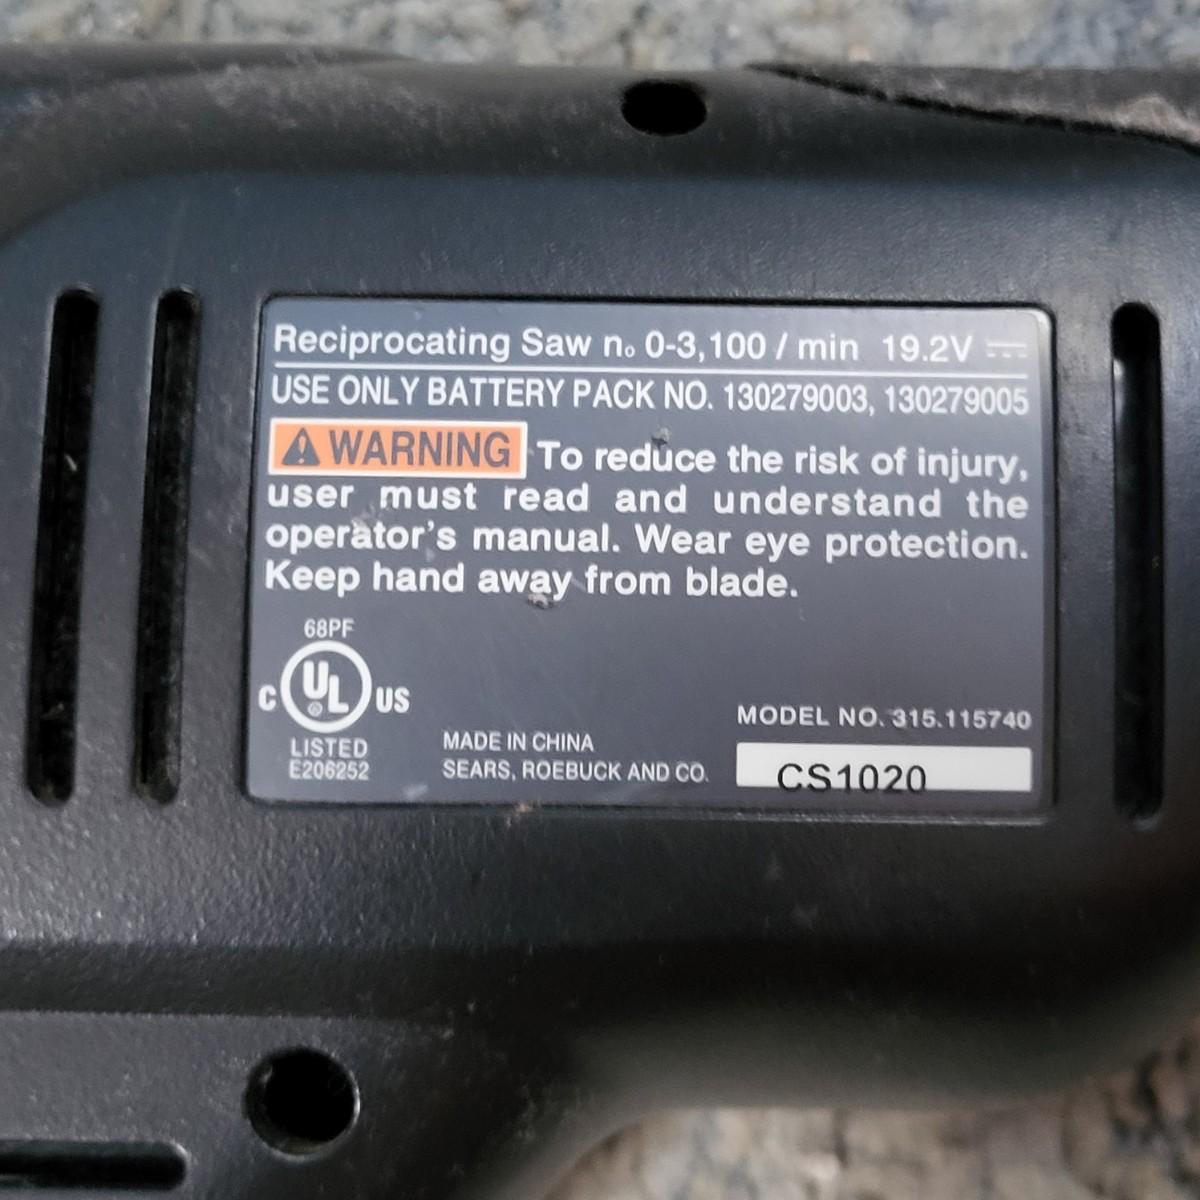 Reciprocating Saw no 0-3,100 / min 19.2V ⎓
USE ONLY BATTERY PACK NO. 130279003, 130279005
⚠ WARNING To reduce the risk of injury,
user must read and understand the
operator's manual. Wear eye protection.
Keep hand away from blade.
68PF
C UL ® US
LISTED
E206252
MADE IN CHINA
SEARS, ROEBUCK AND CO.
MODEL NO. 315.115740
CS1020